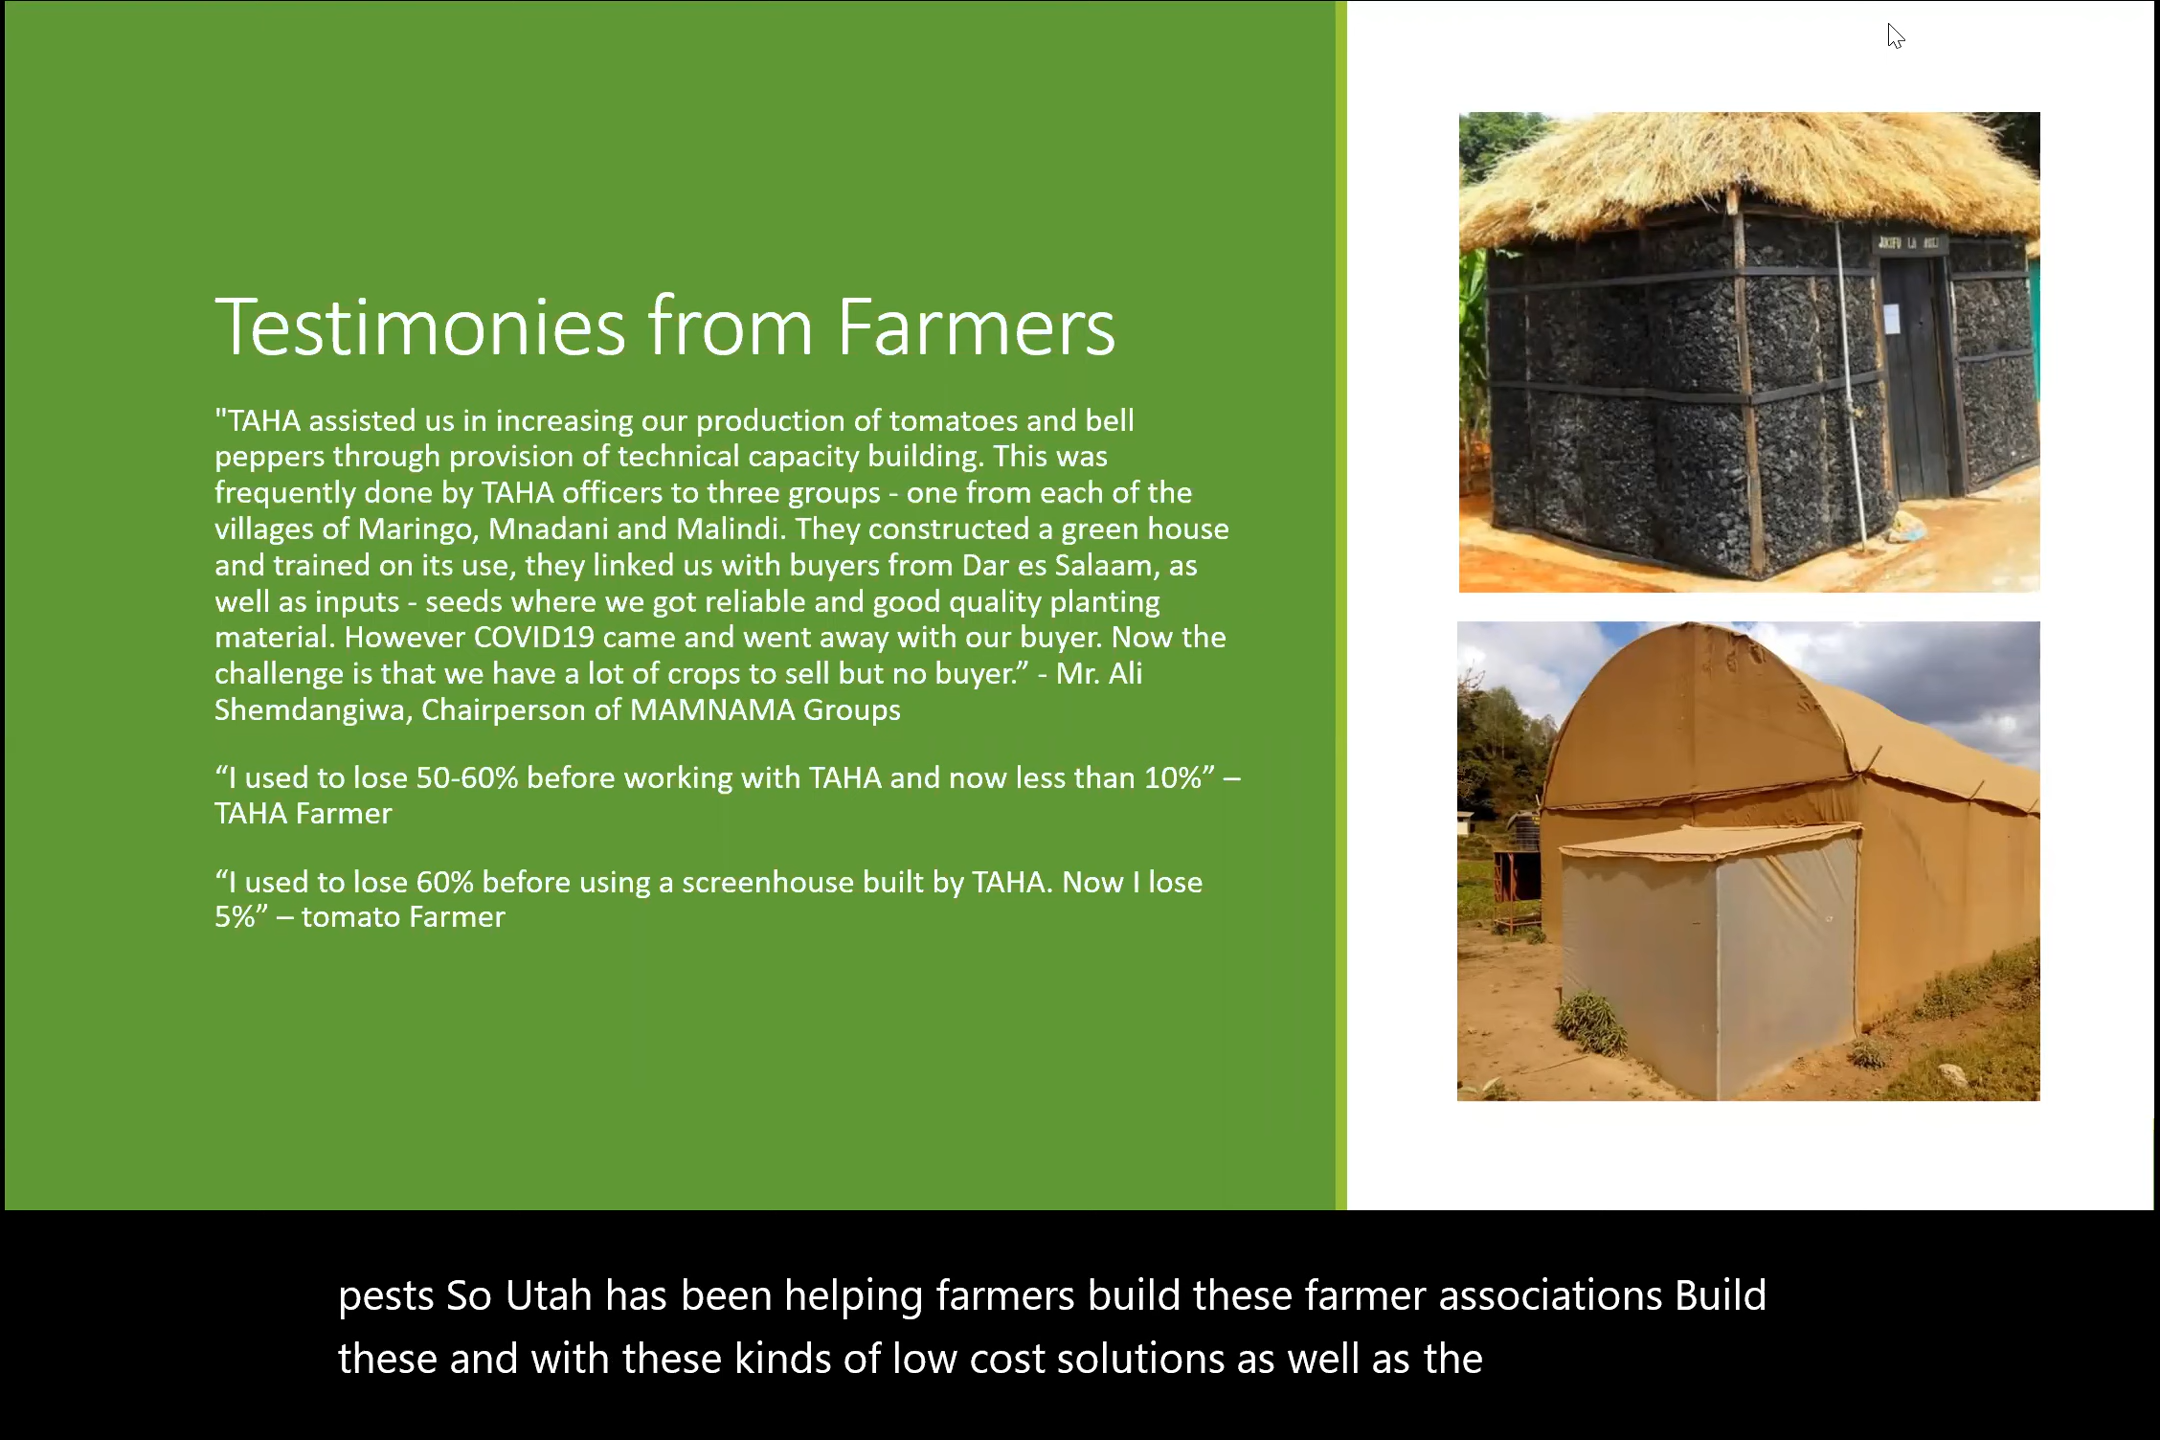 Testimonies from Farmers
"TAHA assisted us in increasing our production of tomatoes and bell
peppers through provision of technical capacity building. This was
frequently done by TAHA officers to three groups - one from each of the
villages of Maringo, Mnadani and Malindi. They constructed a green house
and trained on its use, they linked us with buyers from Dar es Salaam, as
well as inputs - seeds where we got reliable and good quality planting
material. However COVID19 came and went away with our buyer. Now the
challenge is that we have a lot of crops to sell but no buyer.” - Mr. Ali
Shemdangiwa, Chairperson of MAMNAMA Groups
“I used to lose 50-60% before working with TAHA and now less than 10%” –
TAHA Farmer
“I used to lose 60% before using a screenhouse built by TAHA. Now I lose
5%” – tomato Farmer
pests So Utah has been helping farmers build these farmer associations Build
these and with these kinds of low cost solutions as well as the